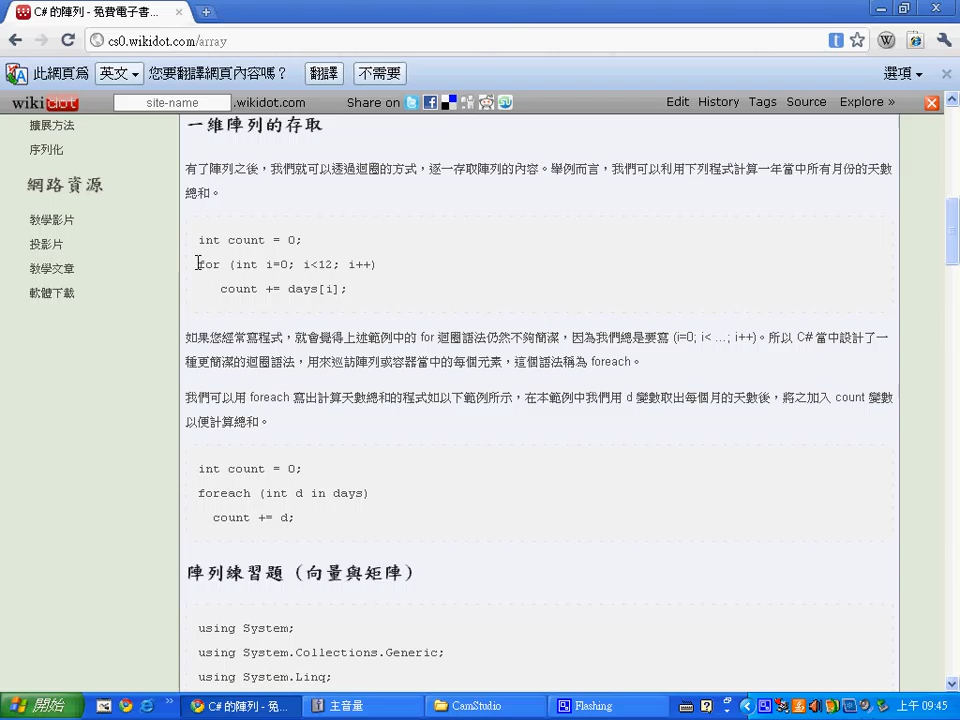 C# 的陣列 - 免費電子書...
cs0.wikidot.com/array
此網頁為 英文 您要翻譯網頁內容嗎？ 翻譯 不需要 選項
wikidot site-name .wikidot.com Share on Edit History Tags Source Explore »
擴展方法
序列化
網路資源
教學影片
投影片
教學文章
軟體下載
一維陣列的存取
有了陣列之後，我們就可以透過迴圈的方式，逐一存取陣列的內容。舉例而言，我們可以利用下列程式計算一年當中所有月份的天數
總和。
int count = 0;
for (int i=0; i<12; i++)
count += days[i];
如果您經常寫程式，就會覺得上述範例中的 for 迴圈語法仍然不夠簡潔，因為我們總是要寫 (i=0; i< ...; i++)。所以 C# 當中設計了一
種更簡潔的迴圈語法，用來巡訪陣列或容器當中的每個元素，這個語法稱為 foreach。
我們可以用 foreach 寫出計算天數總和的程式如以下範例所示，在本範例中我們用 d 變數取出每個月的天數後，將之加入 count 變數
以便計算總和。
int count = 0;
foreach (int d in days)
count += d;
陣列練習題 (向量與矩陣)
using System;
using System.Collections.Generic;
using System.Linq;
開始 C# 的陣列 - 免... 主音量 CamStudio Flashing 上午 09:45